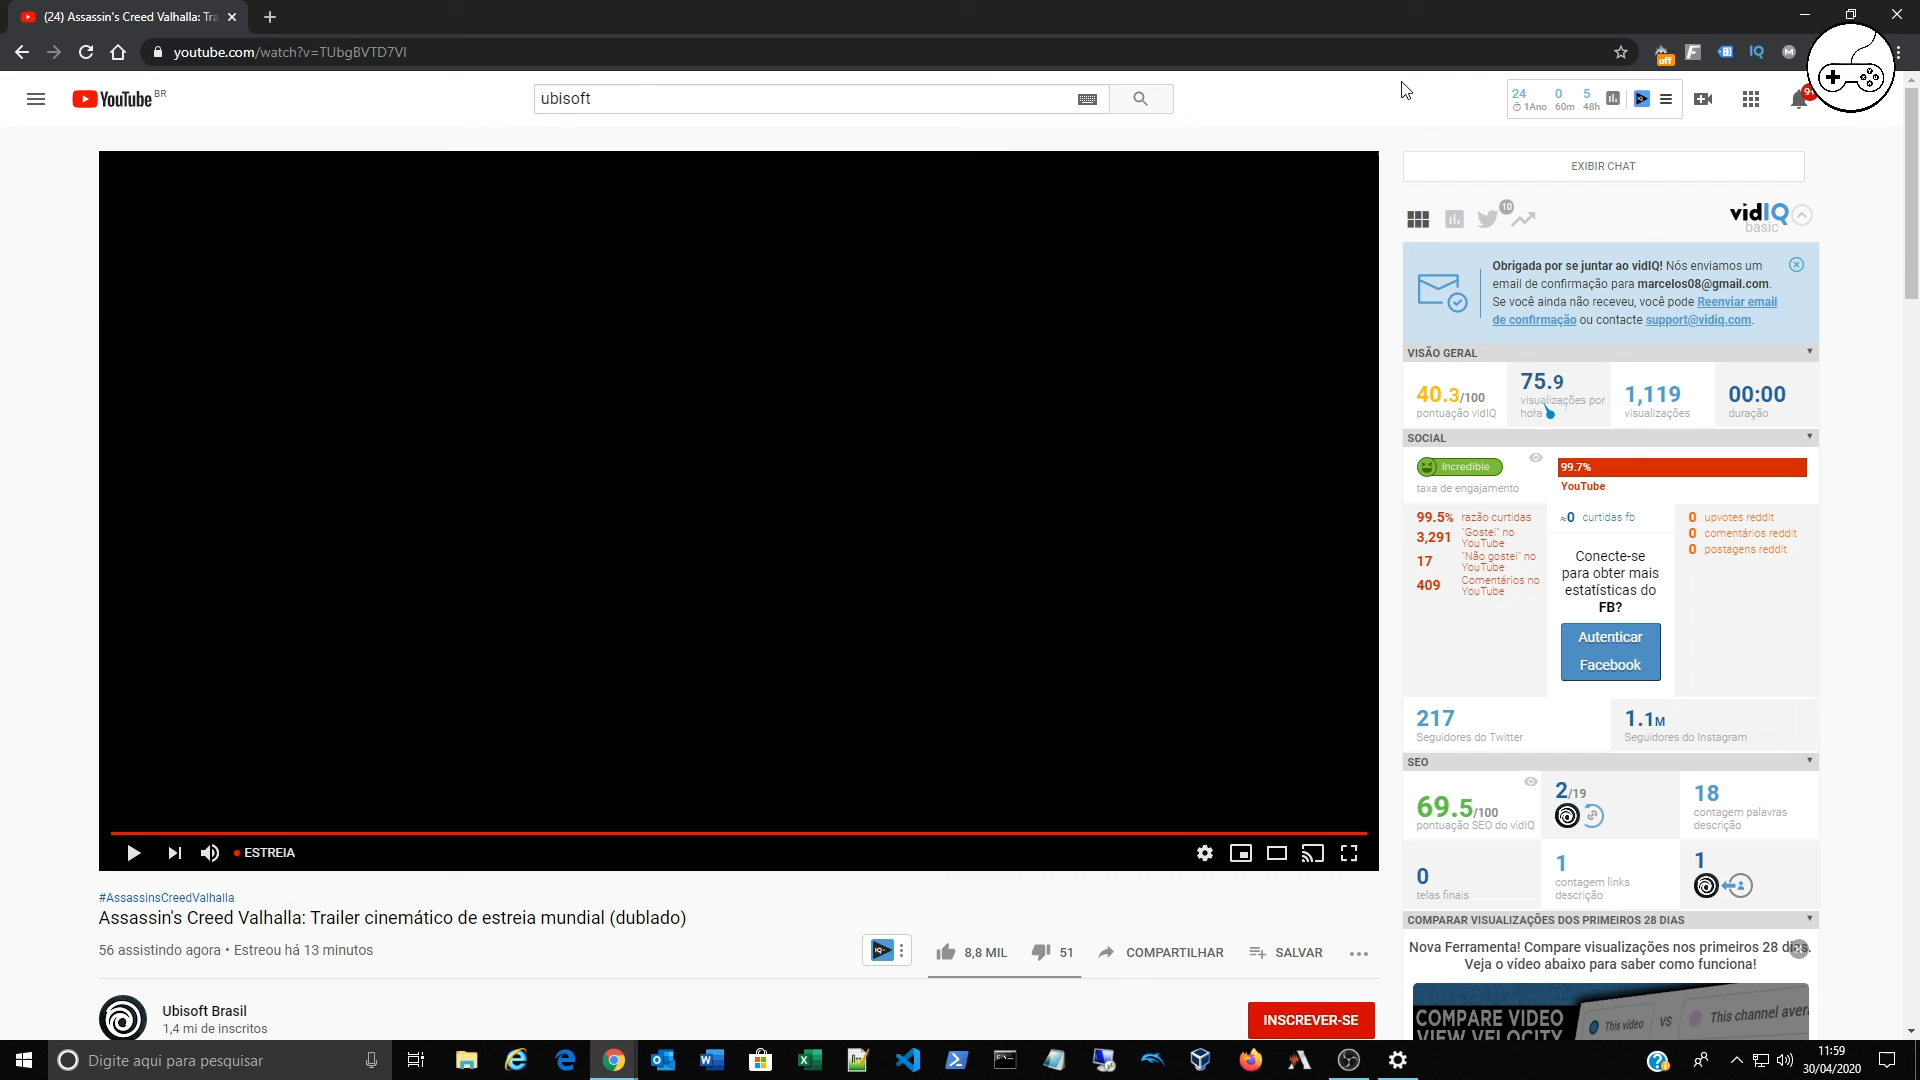 (24) Assassin's Creed Valhalla: Tra
youtube.com/watch?v=TUbgBVTD7VI
off
IQ
M
YouTube BR
ubisoft
24 0 5
1Ano 60m 48h
9+
EXIBIR CHAT
10
vidIQ
basic
Obrigada por se juntar ao vidIQ! Nós enviamos um
email de confirmação para marcelos08@gmail.com.
Se você ainda não receveu, você pode Reenviar email
de confirmação ou contacte support@vidiq.com.
VISÃO GERAL
40.3/100
pontuação vidIQ
75.9
visualizações por
hora
1,119
visualizações
00:00
duração
SOCIAL
Incredible
taxa de engajamento
99.7%
YouTube
99.5% razão curtidas
3,291 "Gostei" no
YouTube
17 "Não gostei" no
YouTube
409 Comentários no
YouTube
≈0 curtidas fb
Conecte-se
para obter mais
estatísticas do
FB?
Autenticar
Facebook
0 upvotes reddit
0 comentários reddit
0 postagens reddit
217
Seguidores do Twitter
1.1M
Seguidores do Instagram
SEO
69.5/100
pontuação SEO do vidIQ
2/19
18
contagem palavras
descrição
0
telas finais
1
contagem links
descrição
1
COMPARAR VISUALIZAÇÕES DOS PRIMEIROS 28 DIAS
Nova Ferramenta! Compare visualizações nos primeiros 28 dias.
Veja o vídeo abaixo para saber como funciona!
COMPARE VIDEO
VIEW VELOCITY
This video VS This channel aver
ESTREIA
#AssassinsCreedValhalla
Assassin's Creed Valhalla: Trailer cinemático de estreia mundial (dublado)
56 assistindo agora • Estreou há 13 minutos
8,8 MIL 51 COMPARTILHAR SALVAR
Ubisoft Brasil
1,4 mi de inscritos
INSCREVER-SE
Digite aqui para pesquisar
11:59
30/04/2020